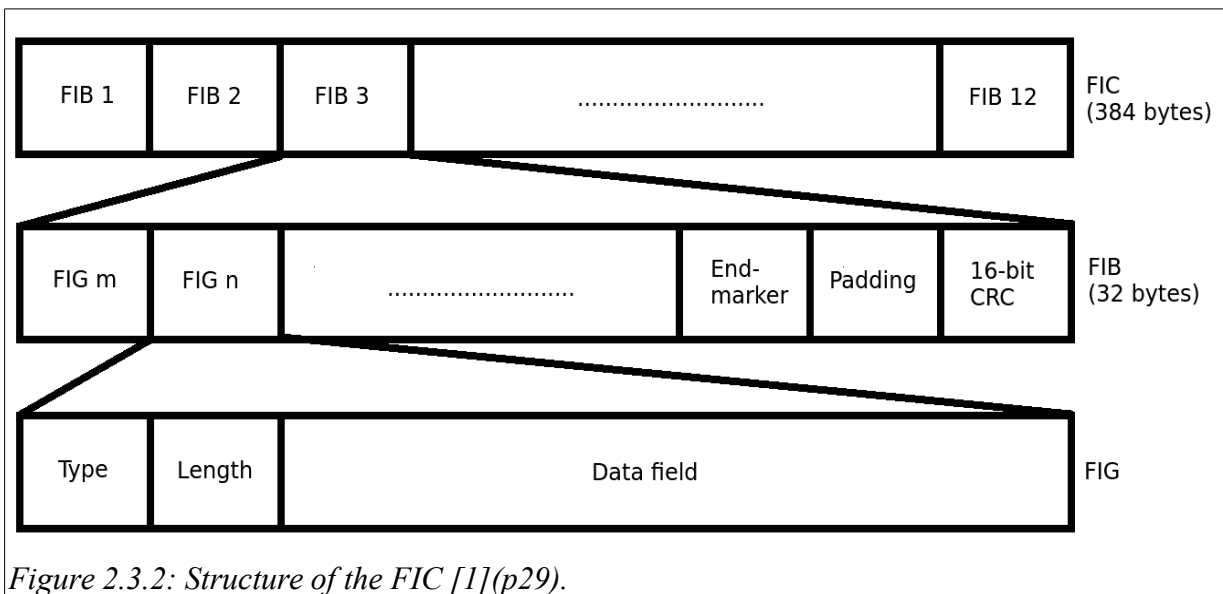 FIB 1
FIB 2
FIB 3
...........................
FIB 12
FIC
(384 bytes)
FIG m
FIG n
...........................
End-
marker
Padding
16-bit
CRC
FIB
(32 bytes)
Type
Length
Data field
FIG
Figure 2.3.2: Structure of the FIC [1](p29).